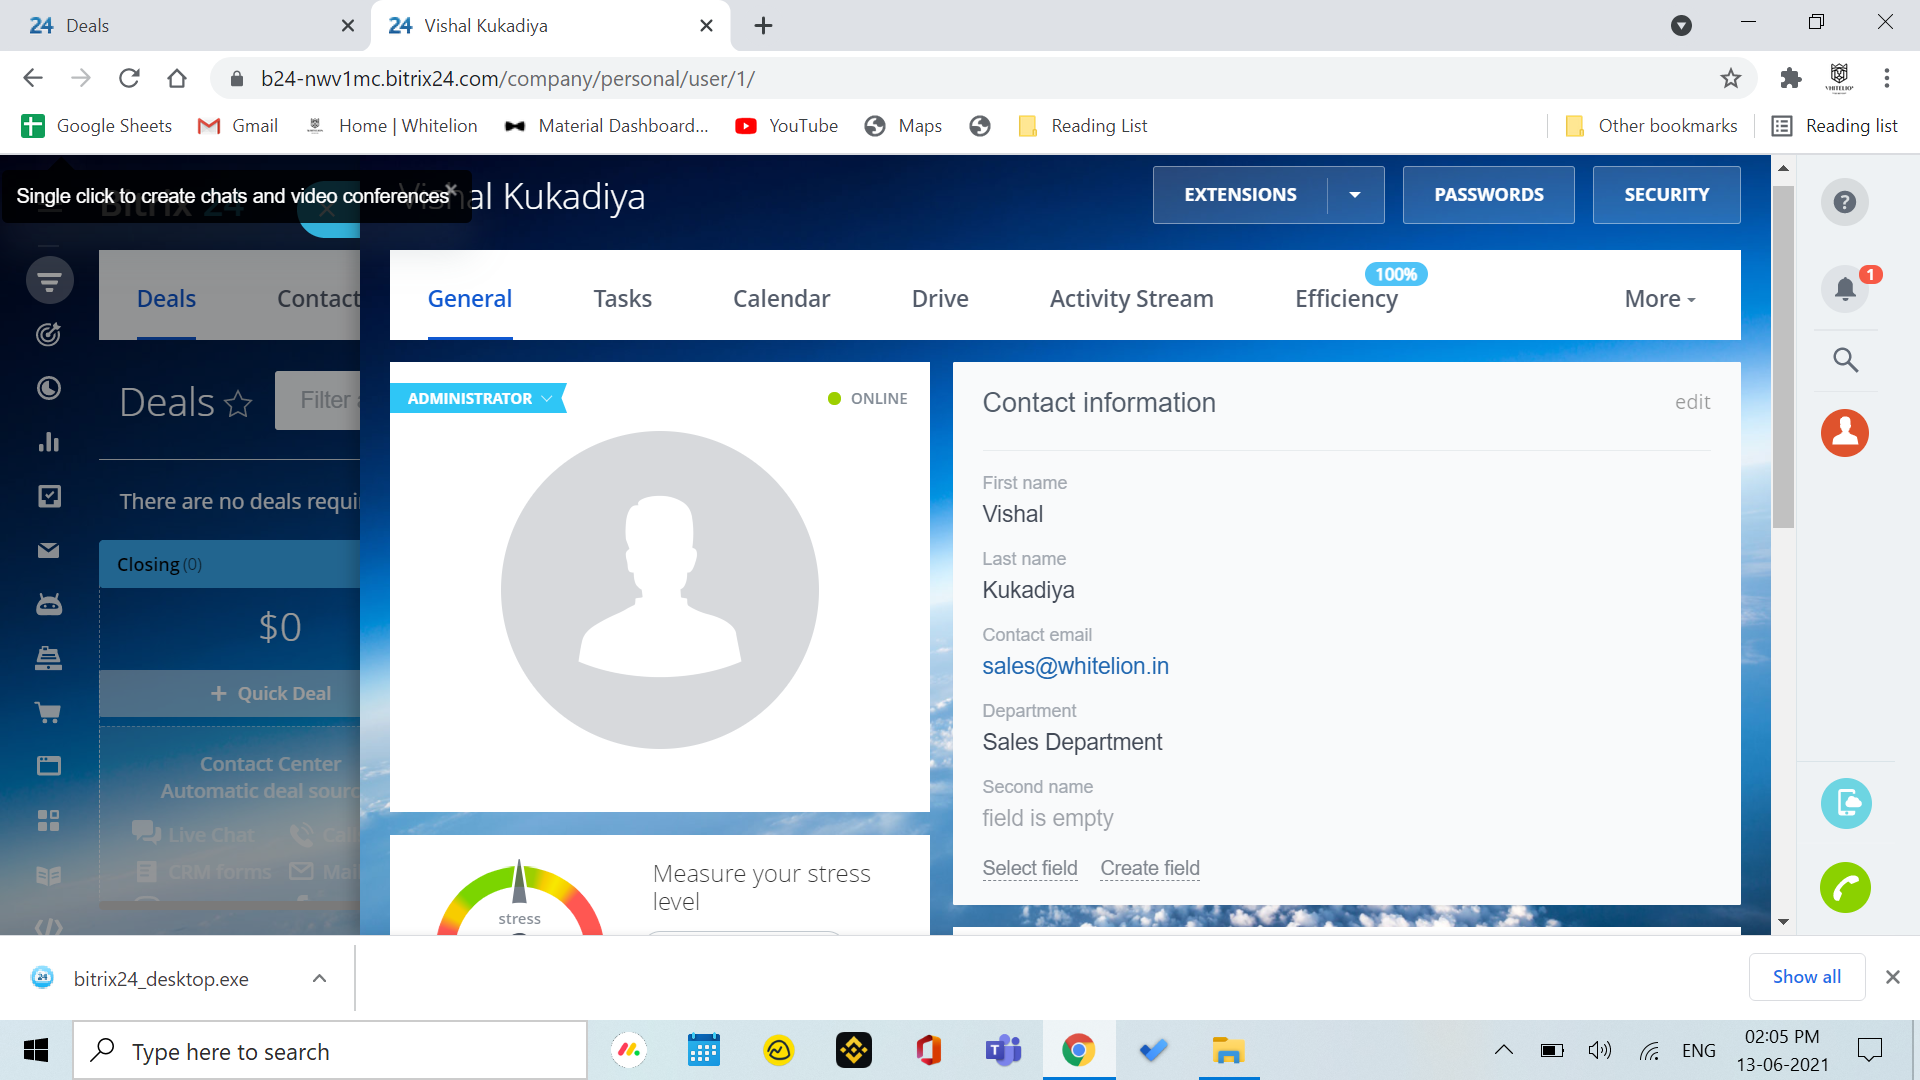 24 Deals
24 Vishal Kukadiya
b24-nwv1mc.bitrix24.com/company/personal/user/1/
Google Sheets
Gmail
Home | Whitelion
Material Dashboard...
YouTube
Maps
Reading List
Other bookmarks
Reading list
Single click to create chats and video conferences
Vishal Kukadiya
EXTENSIONS
PASSWORDS
SECURITY
Deals
Contact
General
Tasks
Calendar
Drive
Activity Stream
Efficiency
100%
More
1
Deals
Filter
ADMINISTRATOR
ONLINE
There are no deals requi
Closing (0)
$0
+ Quick Deal
Contact Center
Automatic deal sourc
Live Chat
Call
CRM forms
Mai
Contact information
edit
First name
Vishal
Last name
Kukadiya
Contact email
sales@whitelion.in
Department
Sales Department
Second name
field is empty
Select field
Create field
Measure your stress
level
stress
24 bitrix24_desktop.exe
Show all
Type here to search
ENG
02:05 PM
13-06-2021